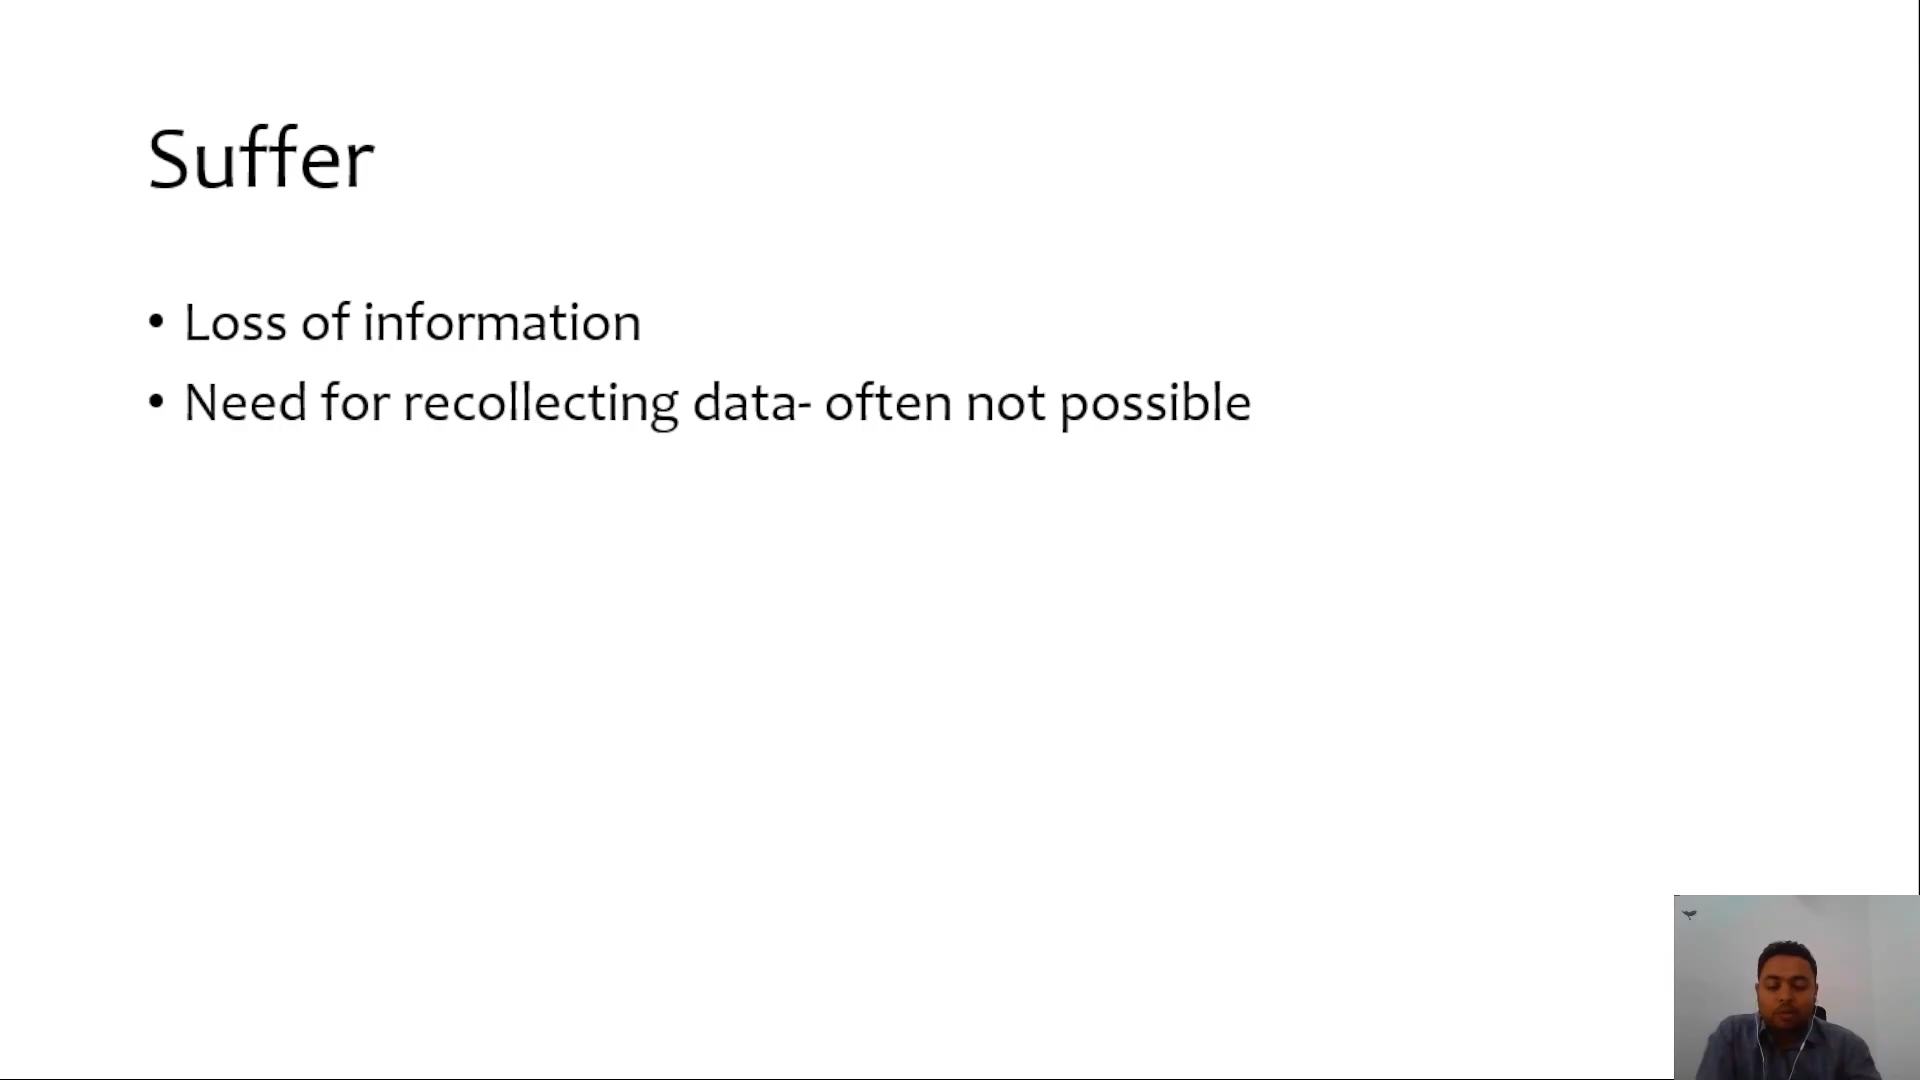 Suffer
• Loss of information
• Need for recollecting data- often not possible